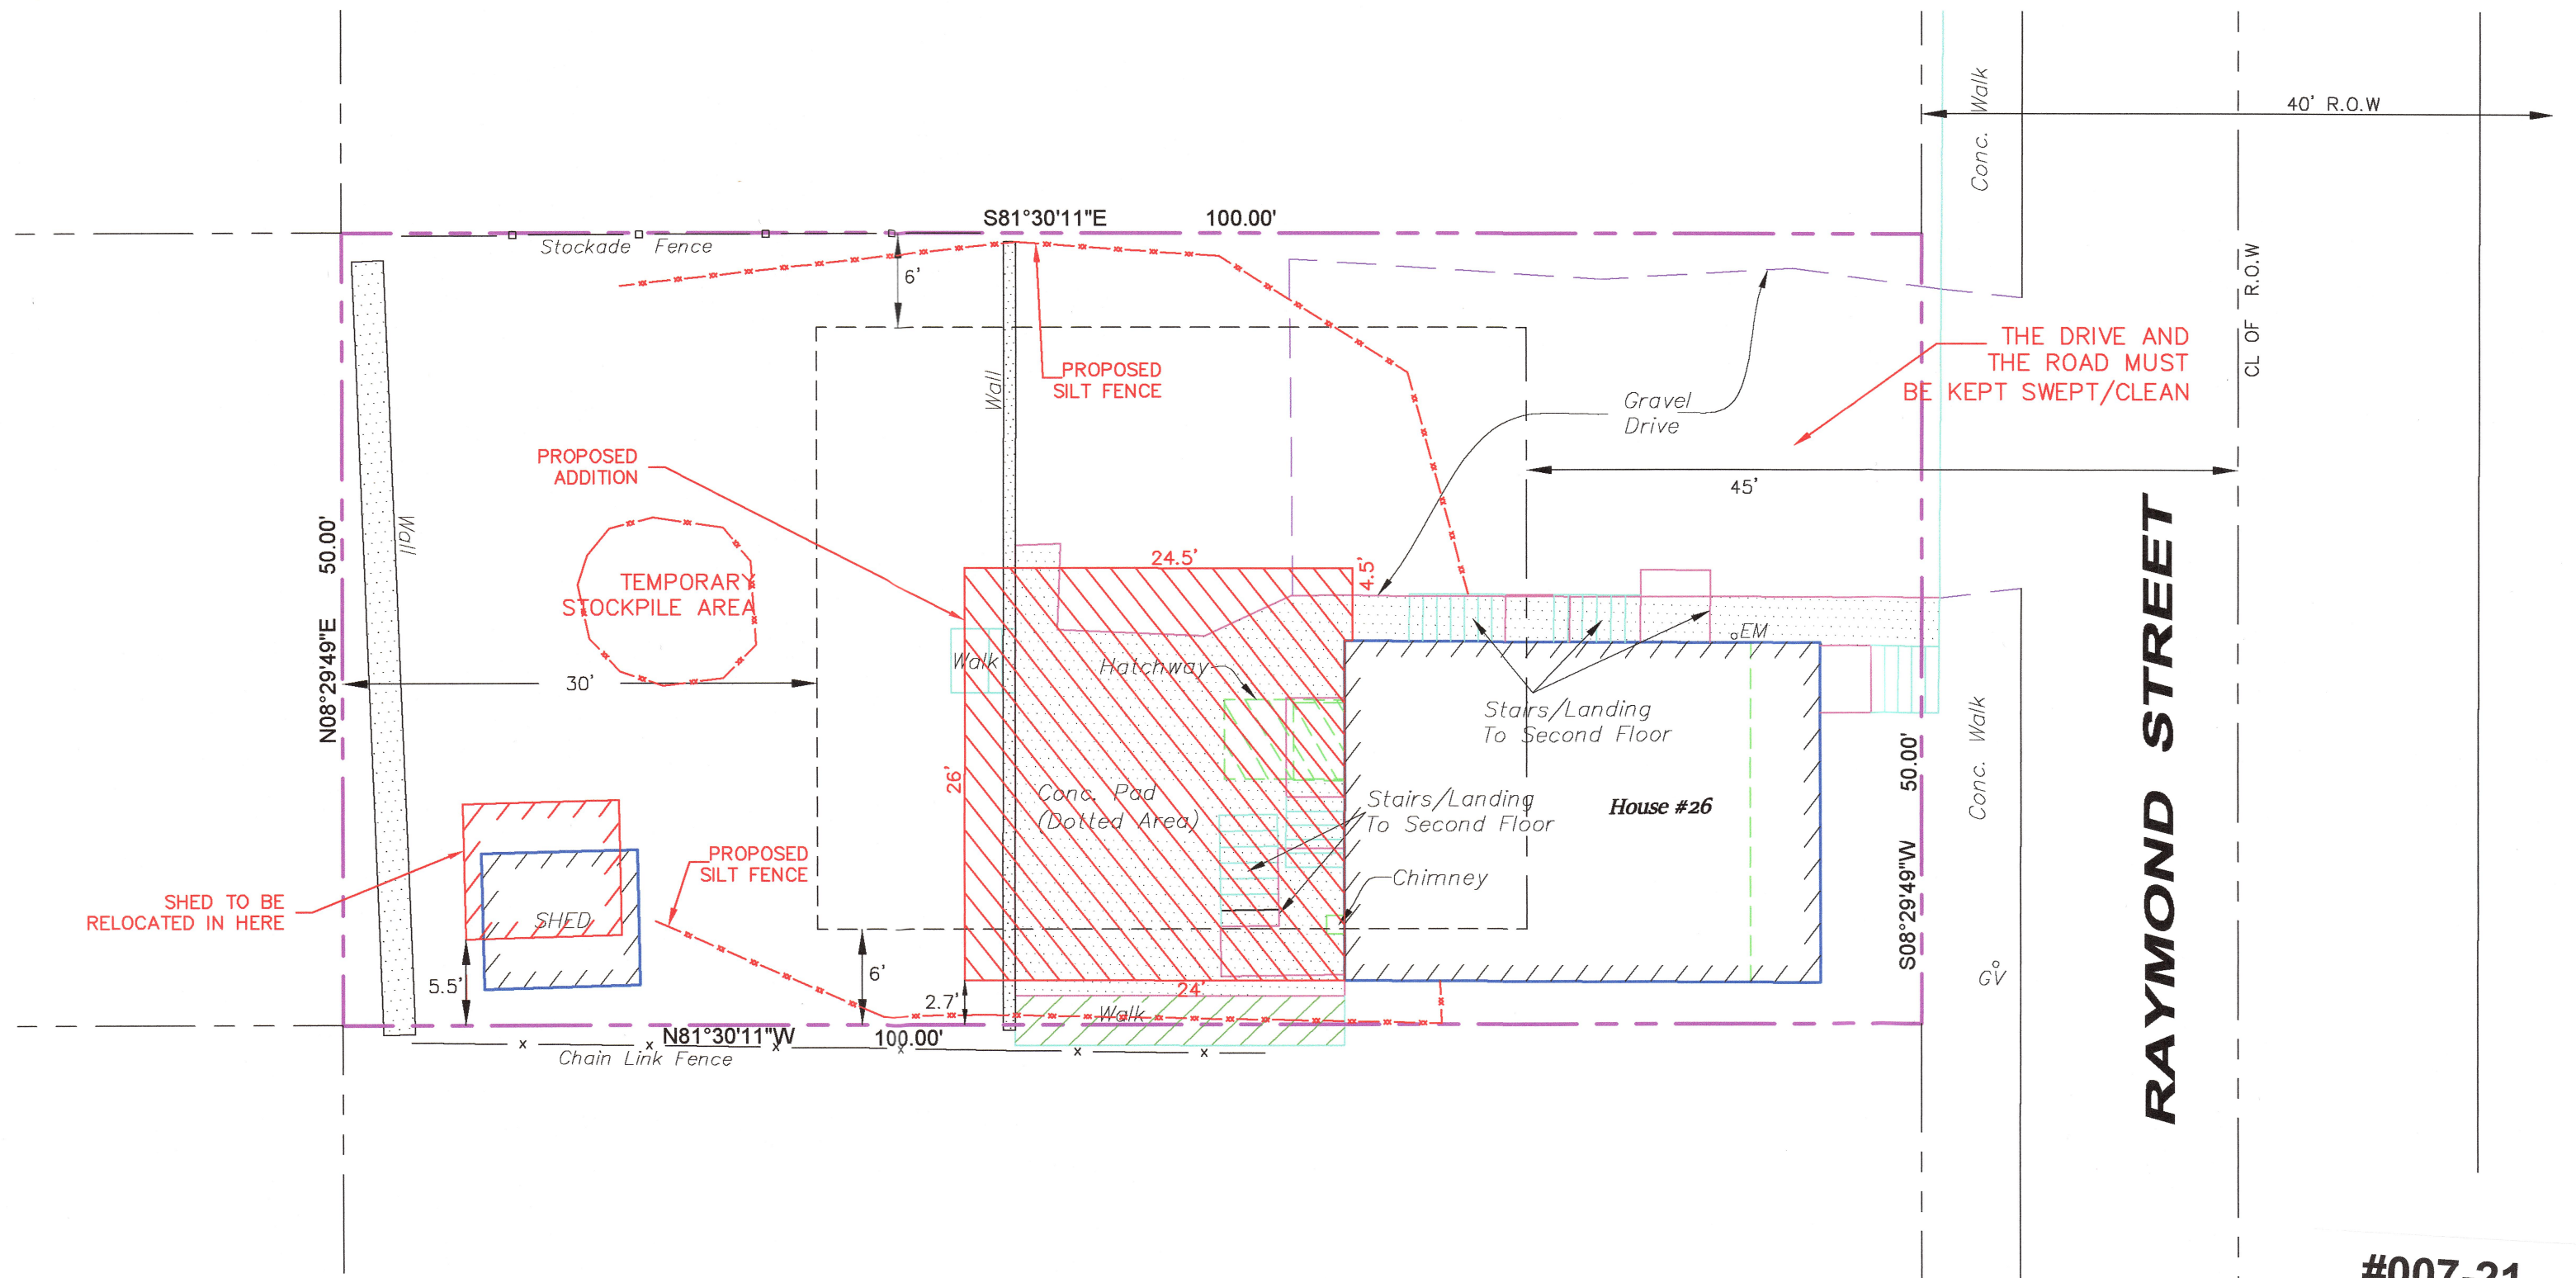 40' R.O.W
Conc. Walk
S81°30'11"E 100.00'
Stockade Fence
6'
CL OF R.O.W
THE DRIVE AND
THE ROAD MUST
BE KEPT SWEPT/CLEAN
PROPOSED
SILT FENCE
Wall
Gravel
Drive
PROPOSED
ADDITION
45'
N08°29'49"E 50.00'
Wall
24.5'
4.5'
TEMPORARY
STOCKPILE AREA
EM
Walk
Hatchway
30'
Stairs/Landing
To Second Floor
RAYMOND STREET
26'
Conc. Pad
(Dotted Area)
Stairs/Landing
To Second Floor
House #26
S08°29'49"W 50.00'
Conc. Walk
PROPOSED
SILT FENCE
Chimney
SHED TO BE
RELOCATED IN HERE
SHED
GV
5.5'
6'
2.7'
24'
Walk
N81°30'11"W 100.00'
Chain Link Fence
#007-21